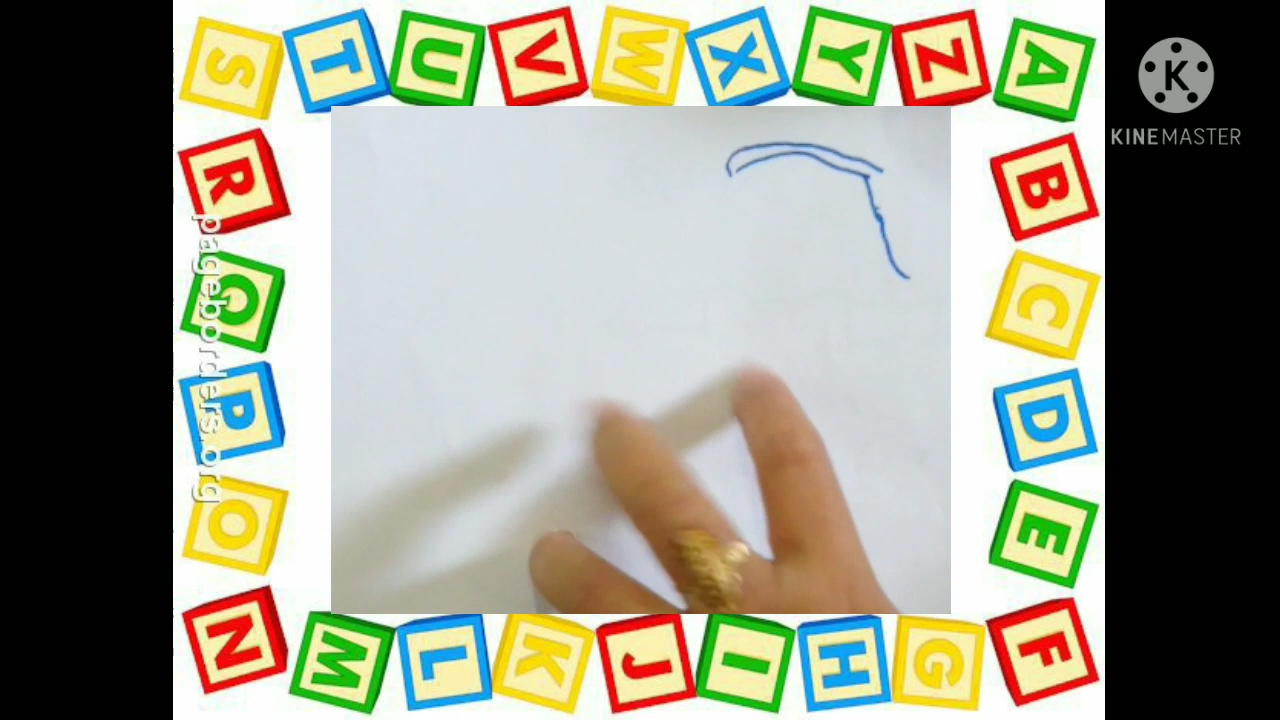 S T U V W X Y Z A
R B
Q C
P D
O E
N M L K J I H G F
pageborders.org
K
KINEMASTER